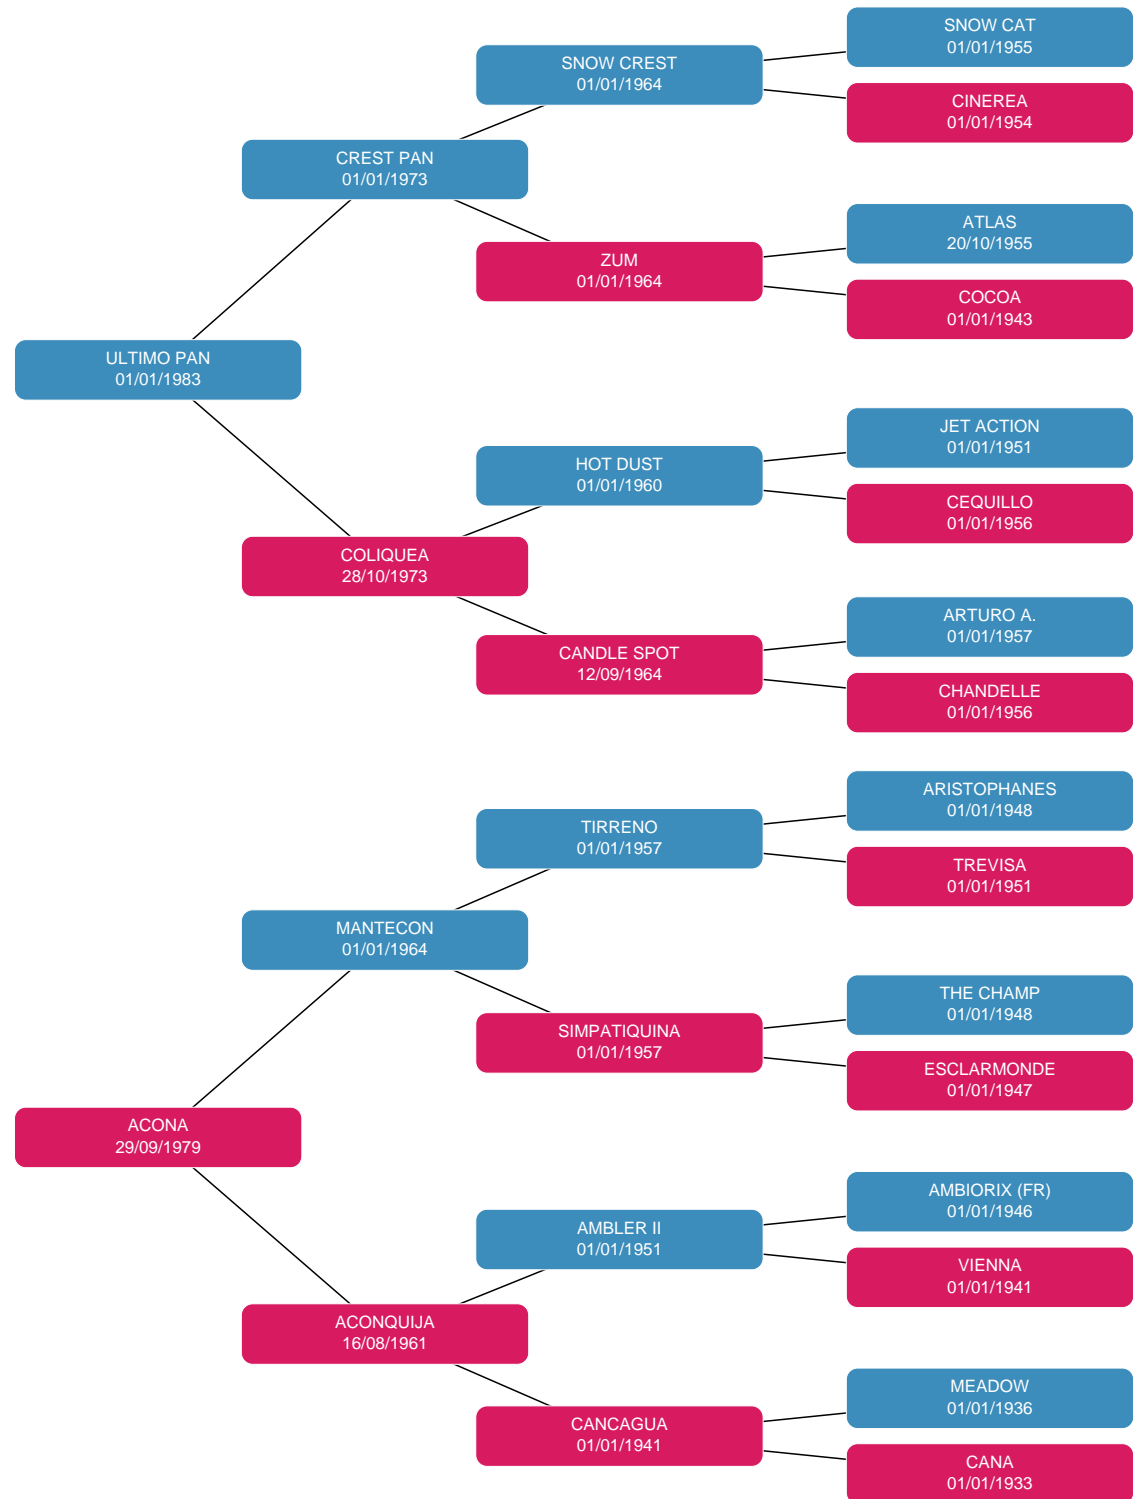 SNOW CAT
01/01/1955
SNOW CREST
01/01/1964
CINEREA
01/01/1954
CREST PAN
01/01/1973
ATLAS
20/10/1955
ZUM
01/01/1964
COCOA
01/01/1943
ULTIMO PAN
01/01/1983
JET ACTION
01/01/1951
HOT DUST
01/01/1960
CEQUILLO
01/01/1956
COLIQUEA
28/10/1973
ARTURO A.
01/01/1957
CANDLE SPOT
12/09/1964
CHANDELLE
01/01/1956
ARISTOPHANES
01/01/1948
TIRRENO
01/01/1957
TREVISA
01/01/1951
MANTECON
01/01/1964
THE CHAMP
01/01/1948
SIMPATIQUINA
01/01/1957
ESCLARMONDE
01/01/1947
ACONA
29/09/1979
AMBIORIX (FR)
01/01/1946
AMBLER II
01/01/1951
VIENNA
01/01/1941
ACONQUIJA
16/08/1961
MEADOW
01/01/1936
CANCAGUA
01/01/1941
CANA
01/01/1933